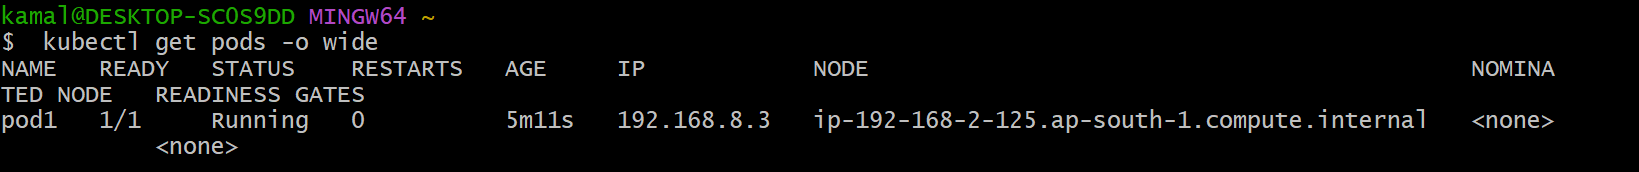 kamal@DESKTOP-SCOS9DD MINGW64 ~
$  kubectl get pods -o wide
NAME   READY   STATUS    RESTARTS   AGE     IP            NODE                                           NOMINA
TED NODE   READINESS GATES
pod1   1/1     Running   0          5m11s   192.168.8.3   ip-192-168-2-125.ap-south-1.compute.internal   <none>
           <none>